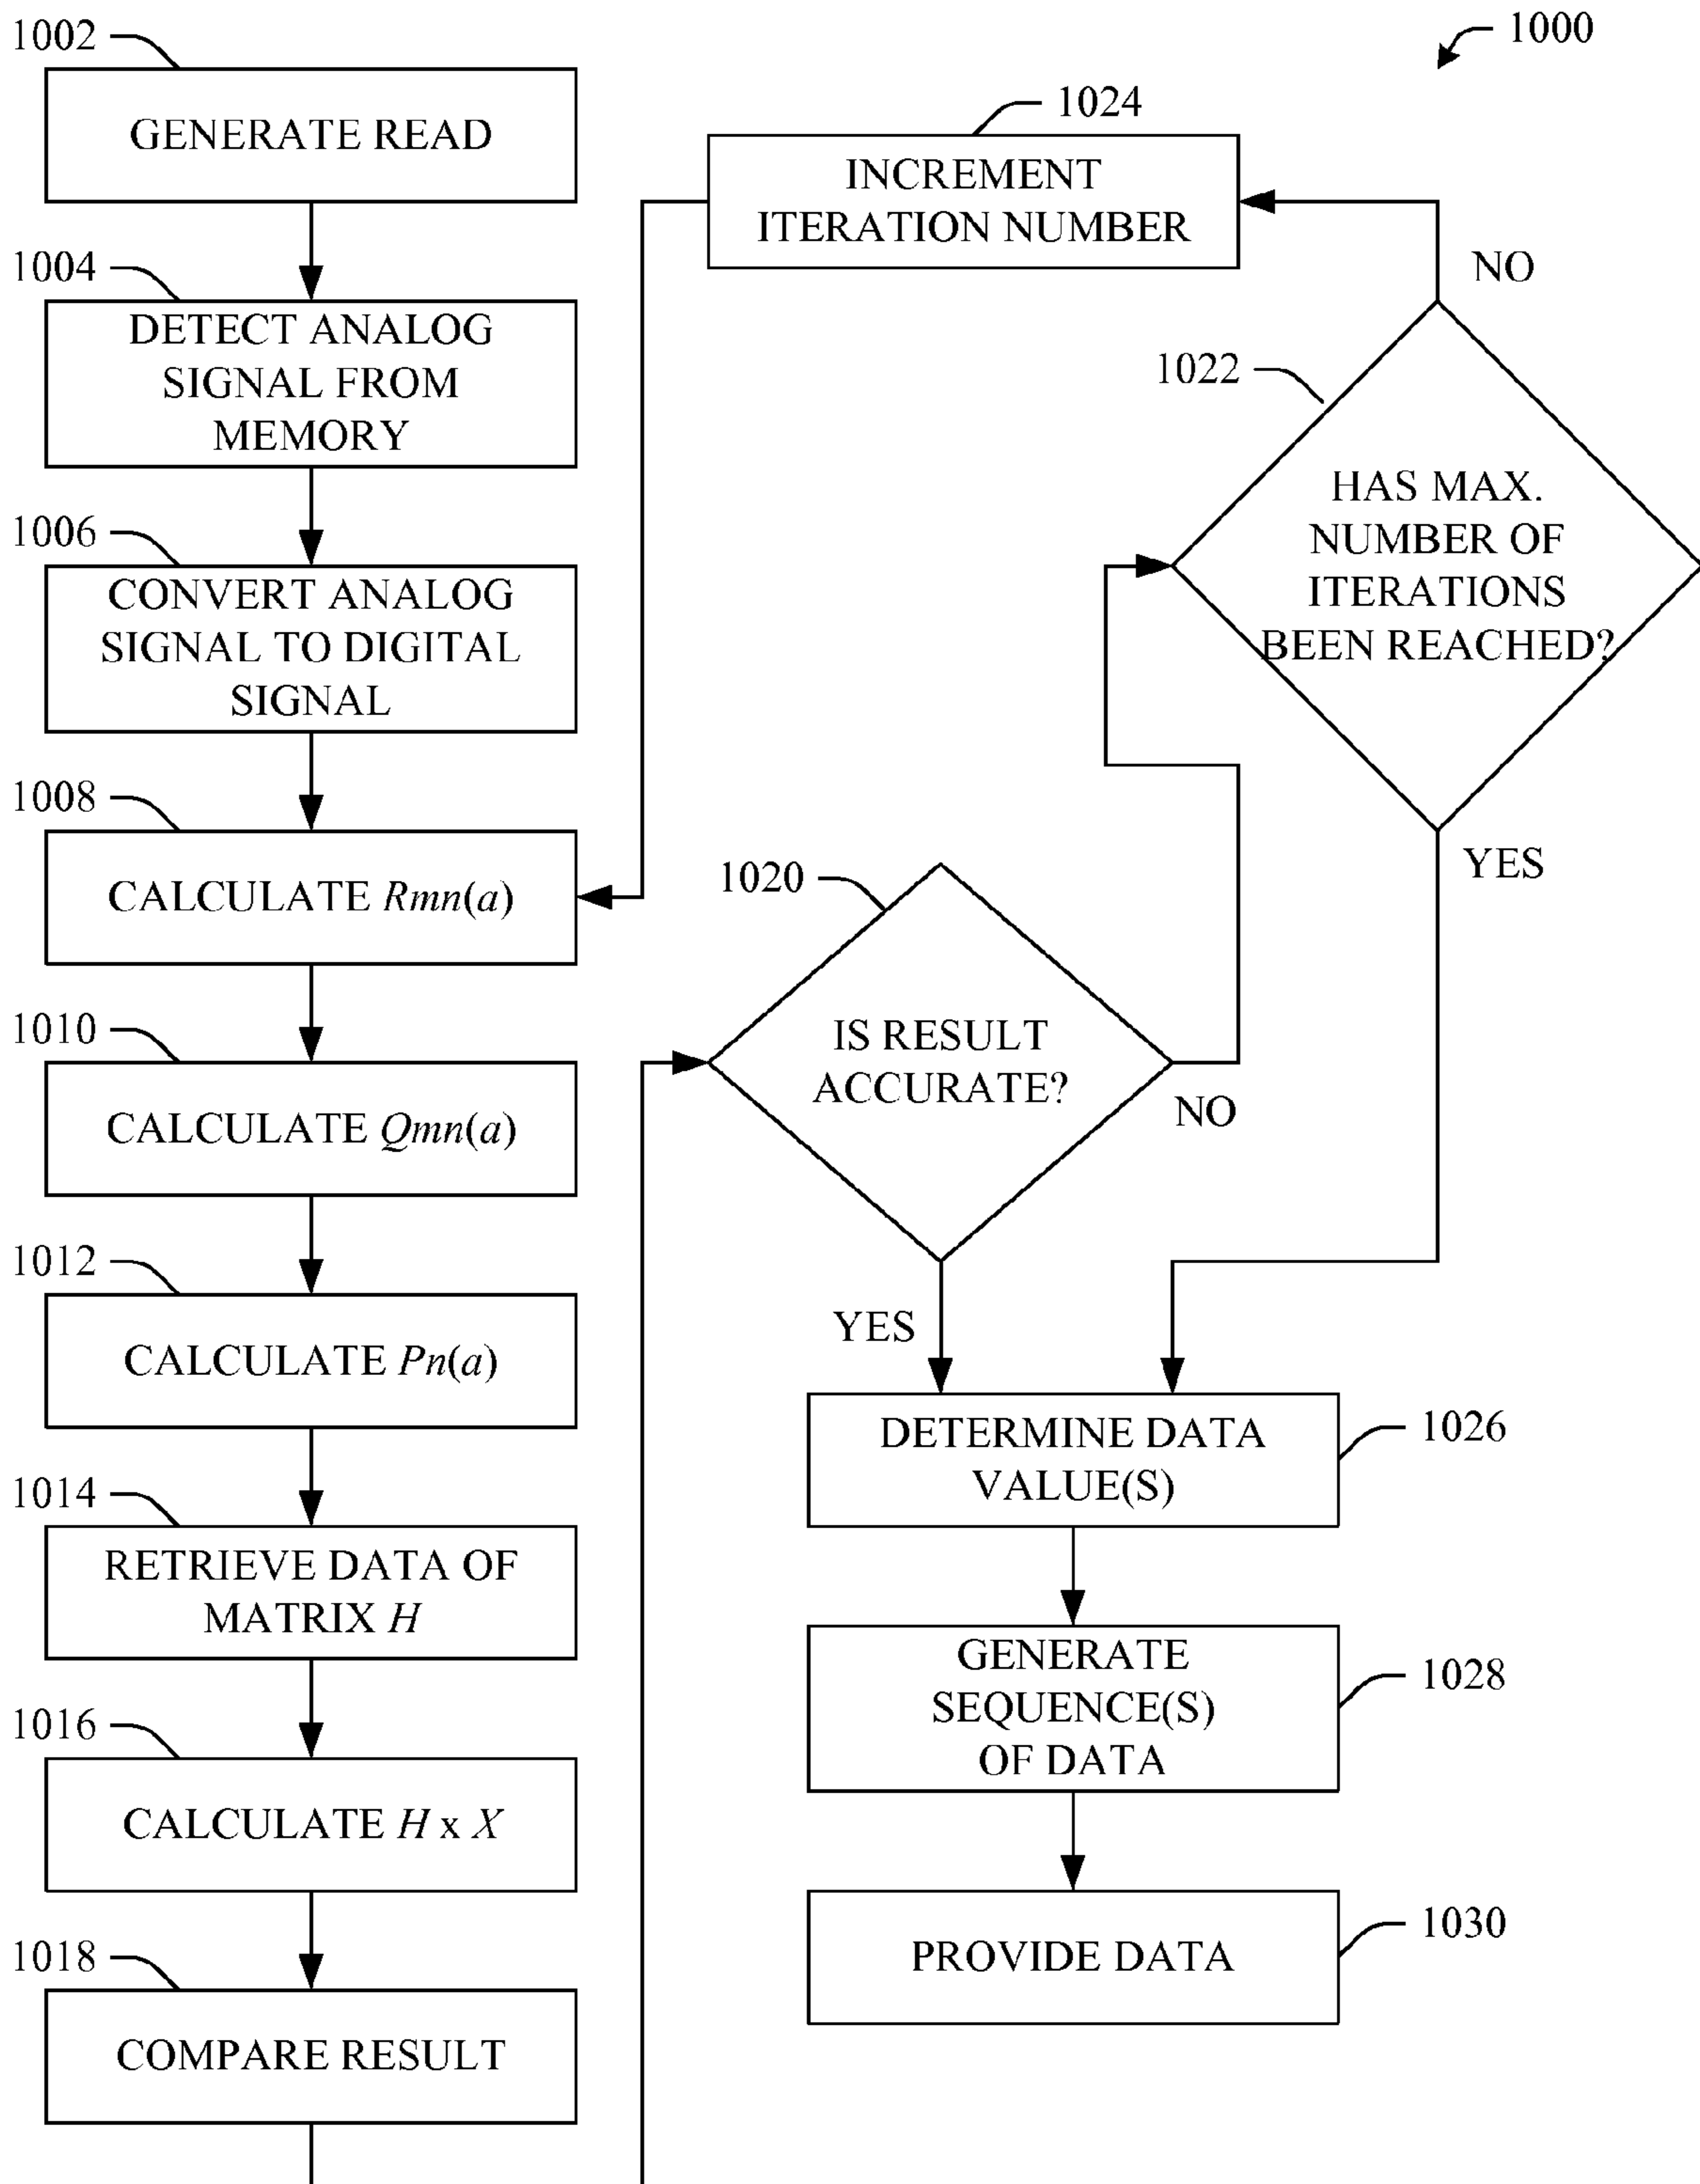 1000
1002
GENERATE READ
1004
DETECT ANALOG
SIGNAL FROM
MEMORY
1006
CONVERT ANALOG
SIGNAL TO DIGITAL
SIGNAL
1008
CALCULATE Rmn(a)
1010
CALCULATE Qmn(a)
1012
CALCULATE Pn(a)
1014
RETRIEVE DATA OF
MATRIX H
1016
CALCULATE H x X
1018
COMPARE RESULT
1020
IS RESULT
ACCURATE?
NO
YES
1022
HAS MAX.
NUMBER OF
ITERATIONS
BEEN REACHED?
NO
YES
1024
INCREMENT
ITERATION NUMBER
1026
DETERMINE DATA
VALUE(S)
1028
GENERATE
SEQUENCE(S)
OF DATA
1030
PROVIDE DATA